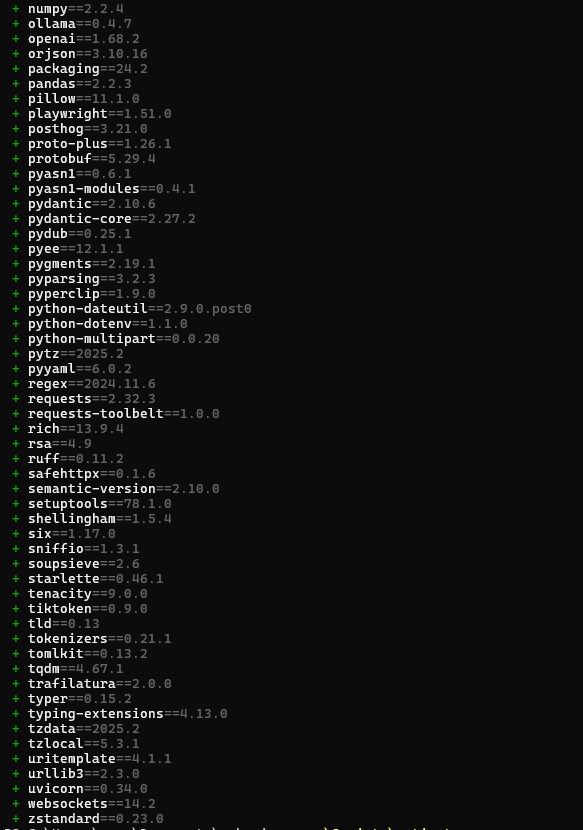 + numpy==2.2.4
+ ollama==0.4.7
+ openai==1.68.2
+ orjson==3.10.16
+ packaging==24.2
+ pandas==2.2.3
+ pillow==11.1.0
+ playwright==1.51.0
+ posthog==3.21.0
+ proto-plus==1.26.1
+ protobuf==5.29.4
+ pyasn1==0.6.1
+ pyasn1-modules==0.4.1
+ pydantic==2.10.6
+ pydantic-core==2.27.2
+ pydub==0.25.1
+ pyee==12.1.1
+ pygments==2.19.1
+ pyparsing==3.2.3
+ pyperclip==1.9.0
+ python-dateutil==2.9.0.post0
+ python-dotenv==1.1.0
+ python-multipart==0.0.20
+ pytz==2025.2
+ pyyaml==6.0.2
+ regex==2024.11.6
+ requests==2.32.3
+ requests-toolbelt==1.0.0
+ rich==13.9.4
+ rsa==4.9
+ ruff==0.11.2
+ safehttpx==0.1.6
+ semantic-version==2.10.0
+ setuptools==78.1.0
+ shellingham==1.5.4
+ six==1.17.0
+ sniffio==1.3.1
+ soupsieve==2.6
+ starlette==0.46.1
+ tenacity==9.0.0
+ tiktoken==0.9.0
+ tld==0.13
+ tokenizers==0.21.1
+ tomlkit==0.13.2
+ tqdm==4.67.1
+ trafilatura==2.0.0
+ typer==0.15.2
+ typing-extensions==4.13.0
+ tzdata==2025.2
+ tzlocal==5.3.1
+ uritemplate==4.1.1
+ urllib3==2.3.0
+ uvicorn==0.34.0
+ websockets==14.2
+ zstandard==0.23.0